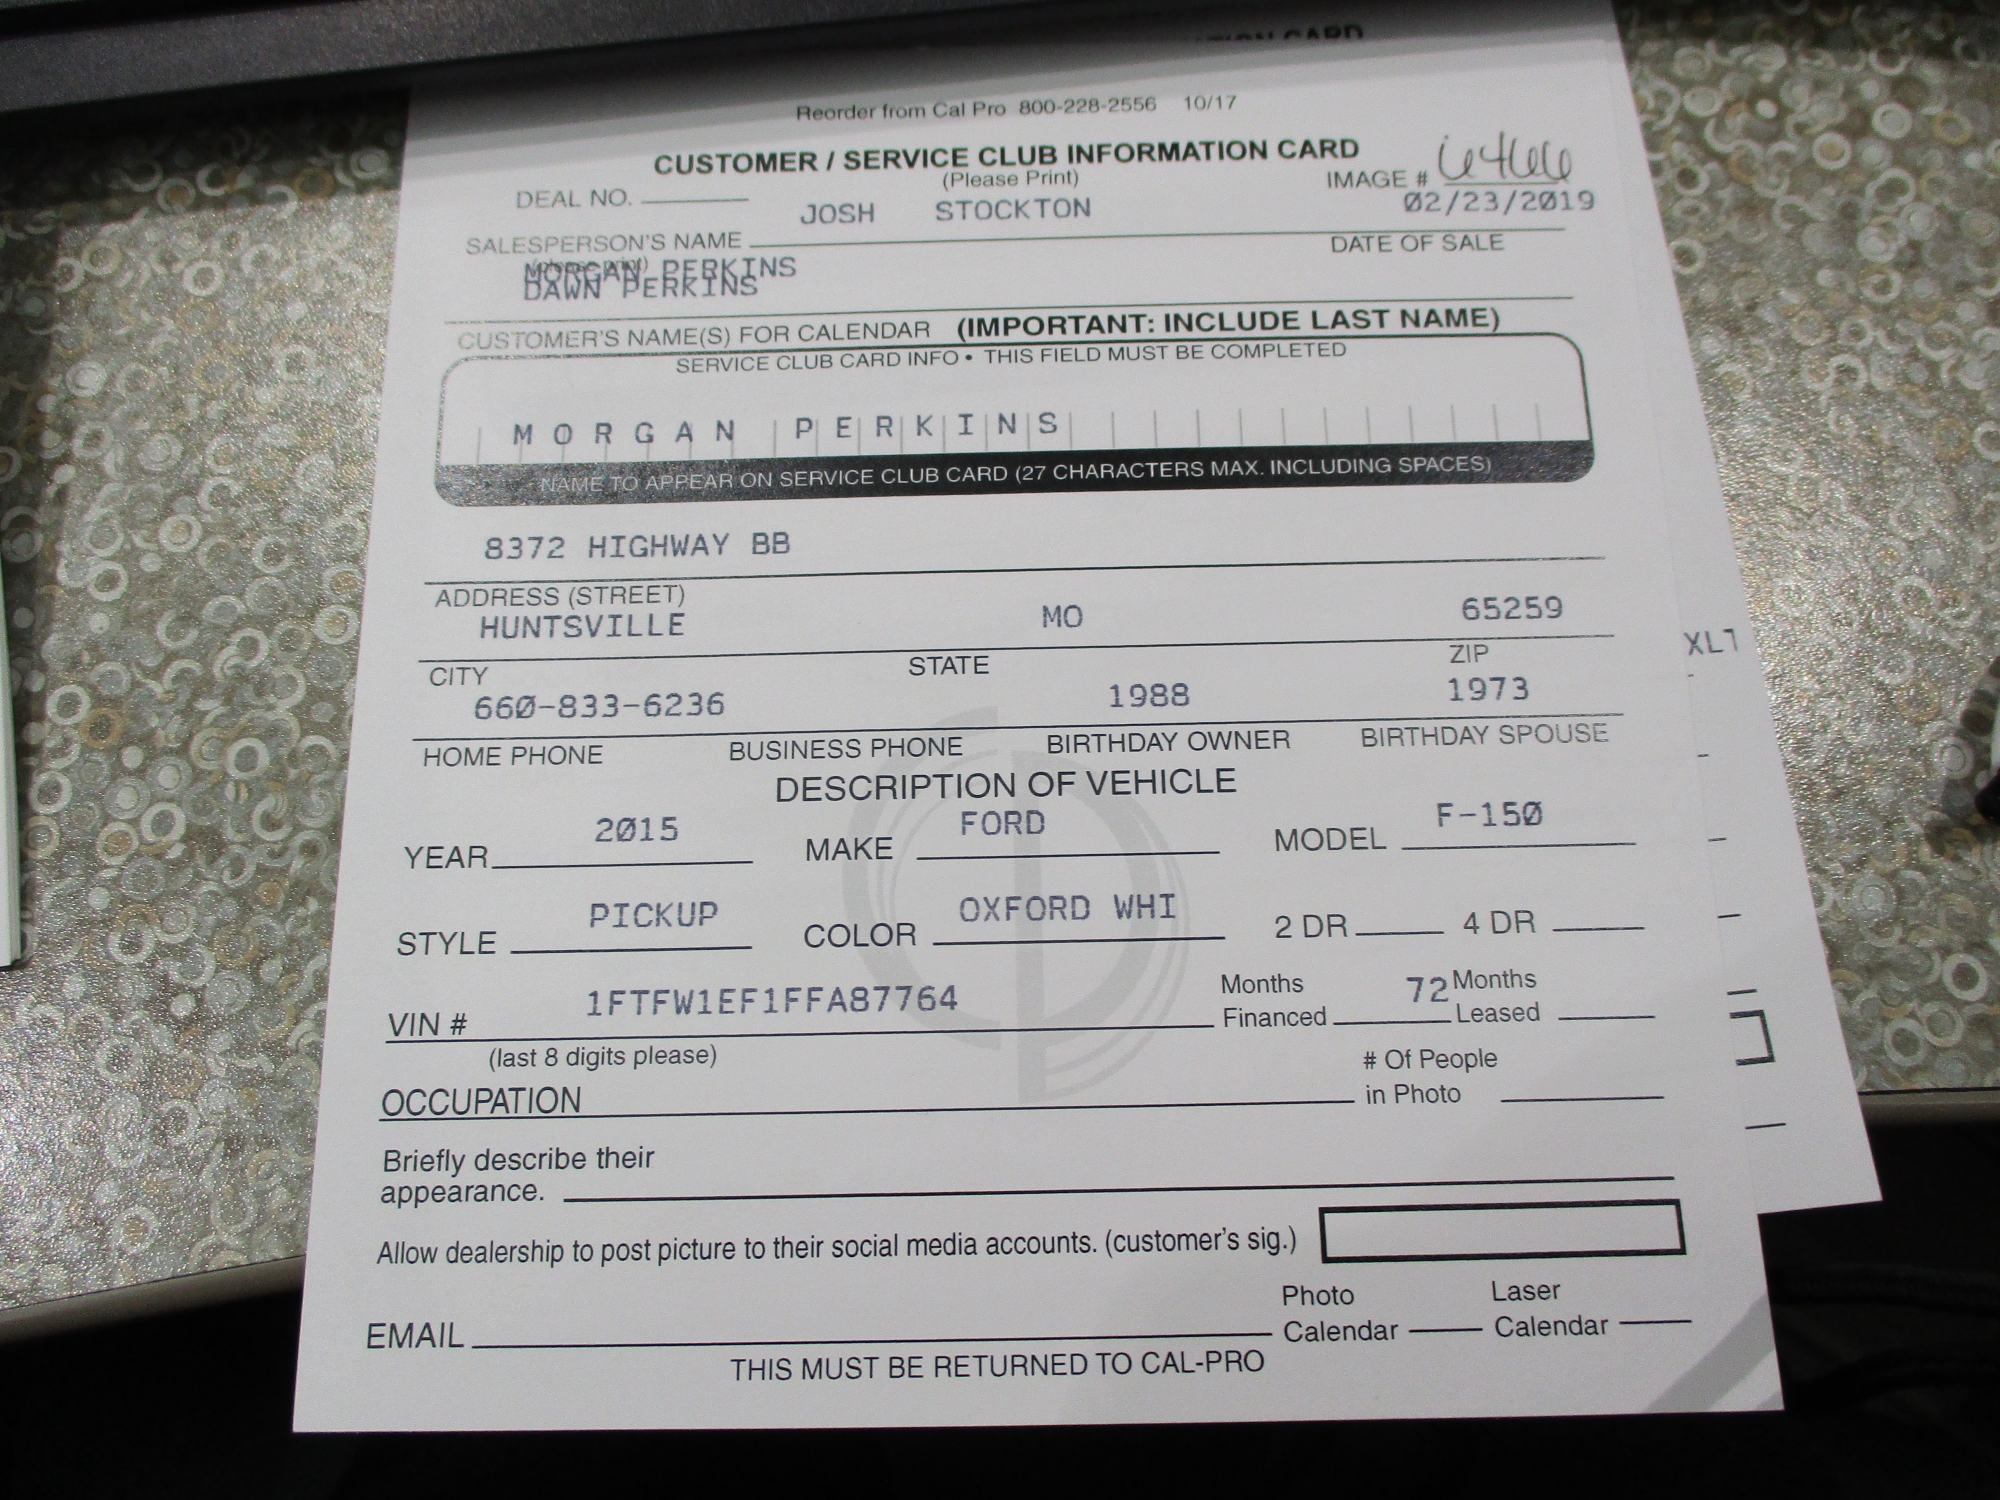 Reorder from Cal Pro 800-228-2556 10/17
CUSTOMER / SERVICE CLUB INFORMATION CARD
(Please Print)
DEAL NO.
IMAGE #
JOSH STOCKTON
02/23/2019
SALESPERSON'S NAME
DATE OF SALE
(please print)
MORGAN PERKINS
DAWN PERKINS
CUSTOMER'S NAME(S) FOR CALENDAR (IMPORTANT: INCLUDE LAST NAME)
SERVICE CLUB CARD INFO • THIS FIELD MUST BE COMPLETED
MORGAN PERKINS
NAME TO APPEAR ON SERVICE CLUB CARD (27 CHARACTERS MAX. INCLUDING SPACES)
8372 HIGHWAY BB
ADDRESS (STREET)
HUNTSVILLE MO 65259
CITY STATE ZIP
660-833-6236 1988 1973
HOME PHONE BUSINESS PHONE BIRTHDAY OWNER BIRTHDAY SPOUSE
DESCRIPTION OF VEHICLE
YEAR 2015 MAKE FORD MODEL F-150
STYLE PICKUP COLOR OXFORD WHI 2 DR 4 DR
VIN # 1FTFW1EF1FFA87764 Months Financed 72 Months Leased
(last 8 digits please)
OCCUPATION # Of People in Photo
Briefly describe their
appearance.
Allow dealership to post picture to their social media accounts. (customer's sig.)
EMAIL Photo Calendar Laser Calendar
THIS MUST BE RETURNED TO CAL-PRO